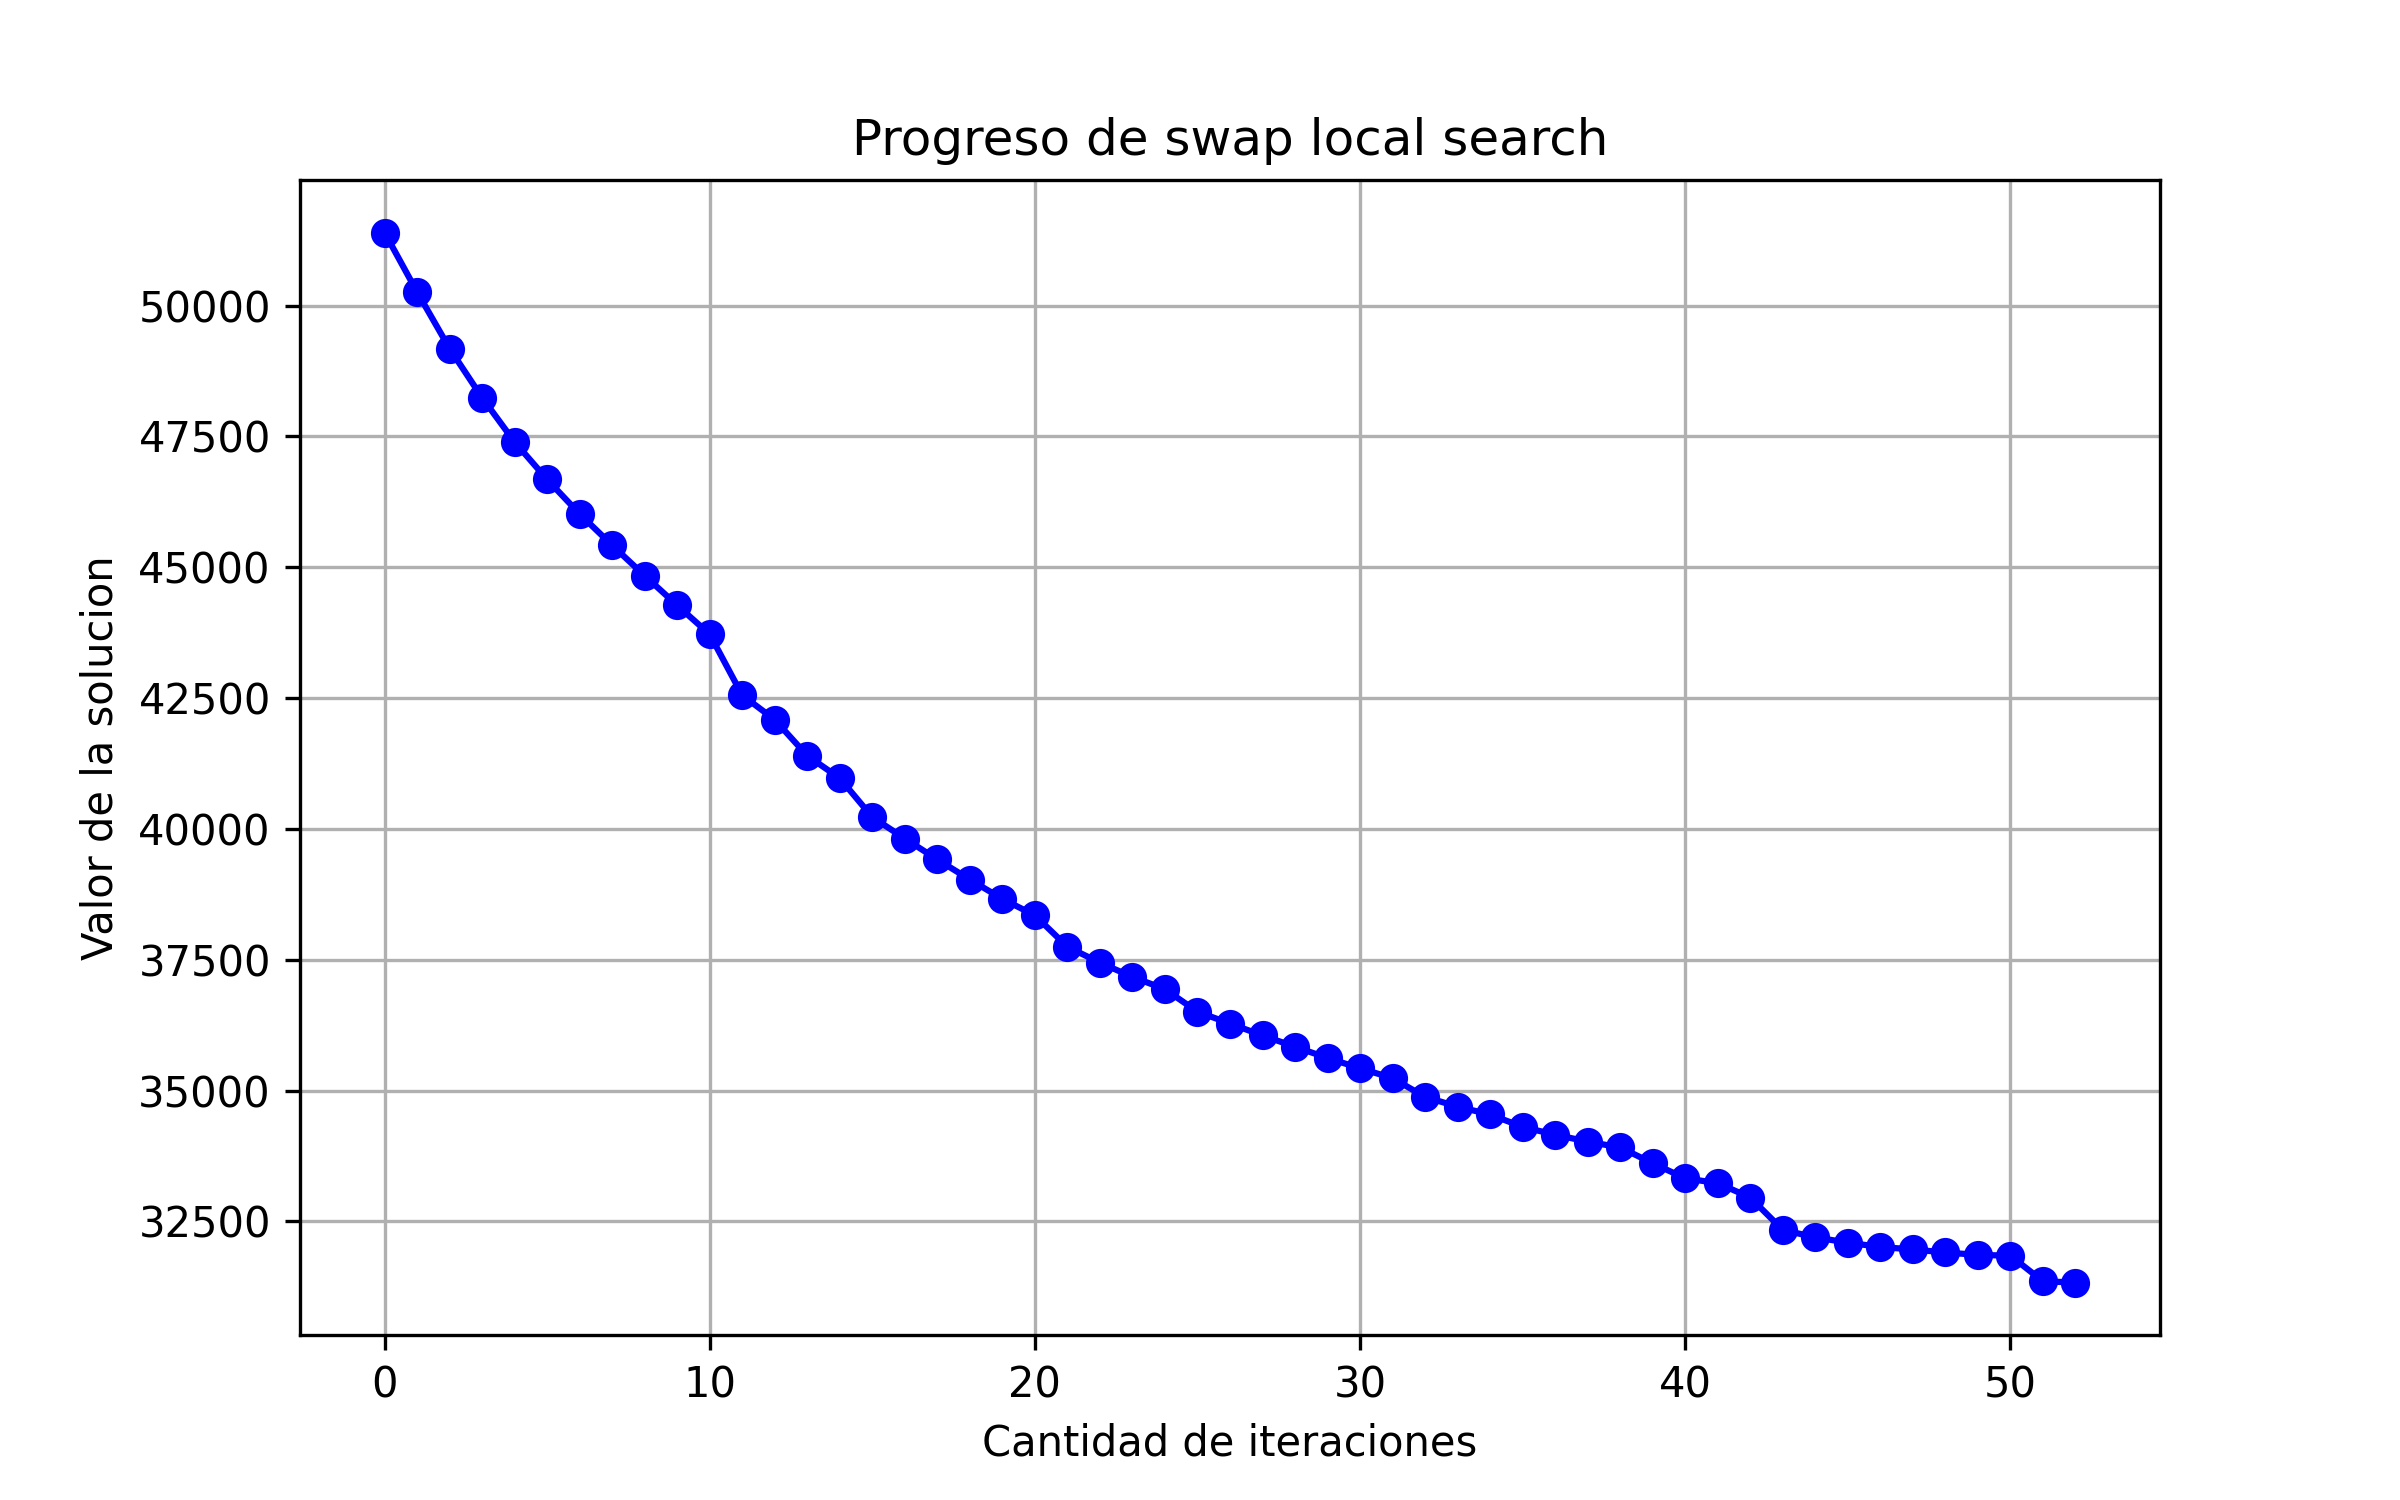 Progreso de swap local search
Valor de la solucion
50000
47500
45000
42500
40000
37500
35000
32500
0 10 20 30 40 50
Cantidad de iteraciones